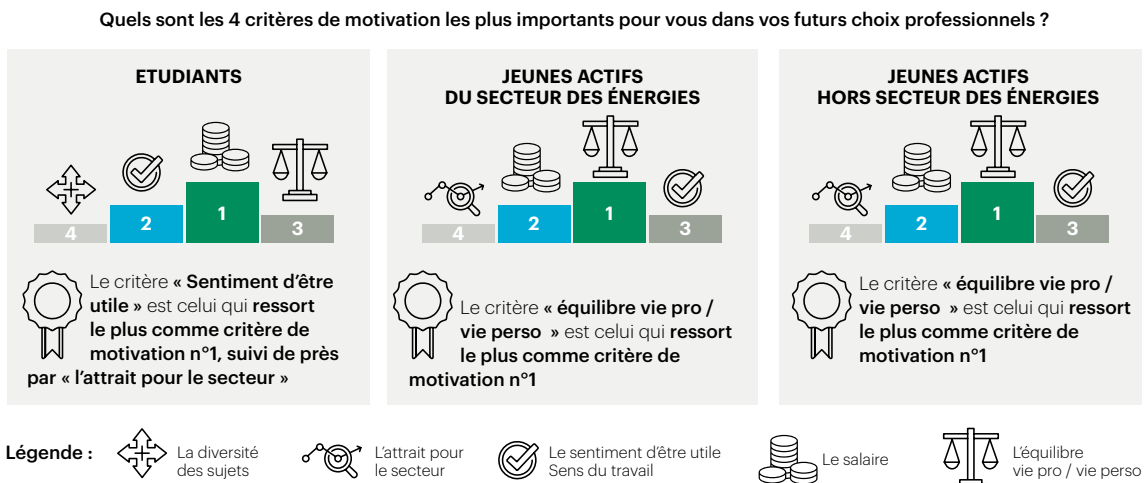 Quels sont les 4 critères de motivation les plus importants pour vous dans vos futurs choix professionnels ?
ETUDIANTS
4
2
1
3
Le critère « Sentiment d'être
utile » est celui qui ressort
le plus comme critère de
motivation n°1, suivi de près
par « l'attrait pour le secteur »
JEUNES ACTIFS
DU SECTEUR DES ÉNERGIES
4
2
1
3
Le critère « équilibre vie pro /
vie perso » est celui qui ressort
le plus comme critère de
motivation n°1
JEUNES ACTIFS
HORS SECTEUR DES ÉNERGIES
4
2
1
3
Le critère « équilibre vie pro /
vie perso » est celui qui ressort
le plus comme critère de
motivation n°1
Légende :
La diversité
des sujets
L'attrait pour
le secteur
Le sentiment d'être utile
Sens du travail
Le salaire
L'équilibre
vie pro / vie perso